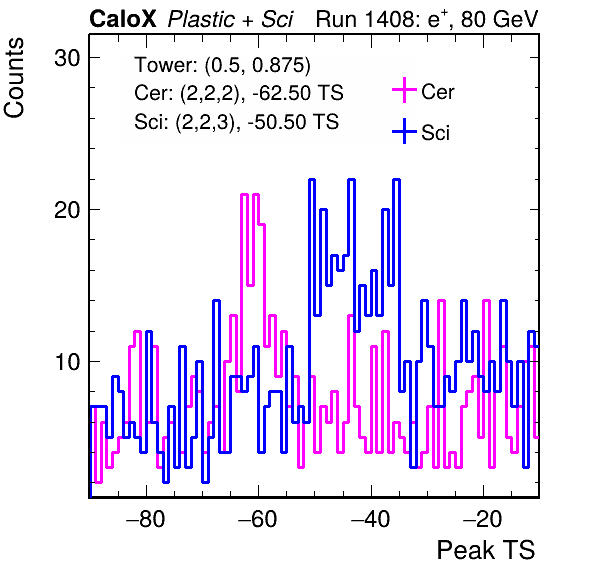 CaloX Plastic + Sci Run 1408: e+, 80 GeV
Counts
30
20
10
Tower: (0.5, 0.875)
Cer: (2,2,2), -62.50 TS
Sci: (2,2,3), -50.50 TS
Cer
Sci
−80 −60 −40 −20
Peak TS